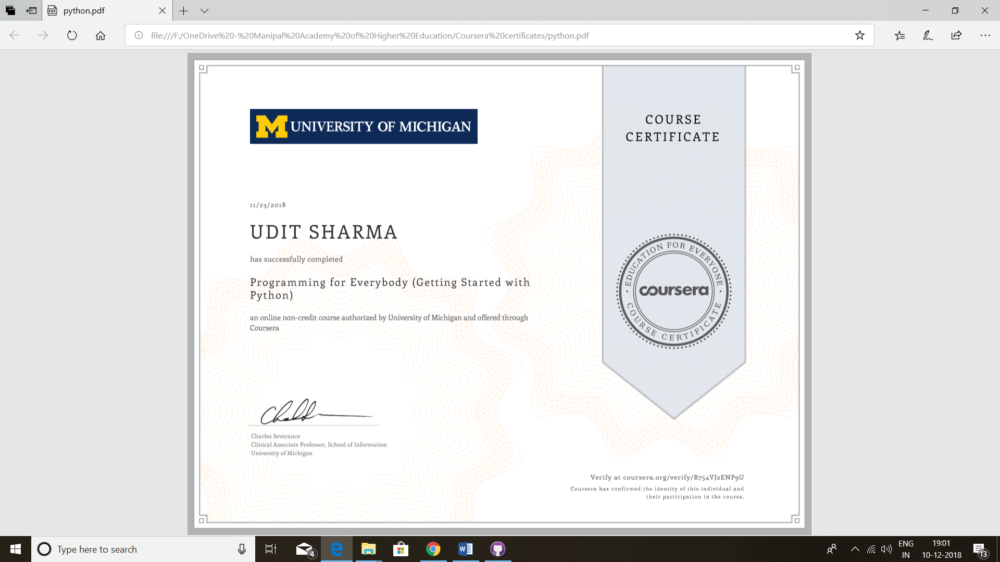 python.pdf
file:///F:/OneDrive%20-%20Manipal%20Academy%20of%20Higher%20Education/Coursera%20certificates/python.pdf
M UNIVERSITY OF MICHIGAN
COURSE
CERTIFICATE
11/23/2018
UDIT SHARMA
has successfully completed
Programming for Everybody (Getting Started with
Python)
an online non-credit course authorized by University of Michigan and offered through
Coursera
EDUCATION FOR EVERYONE
coursera
COURSE CERTIFICATE
Charles Severance
Clinical Associate Professor, School of Information
University of Michigan
Verify at coursera.org/verify/R754VJ2ENP9U
Coursera has confirmed the identity of this individual and
their participation in the course.
Type here to search
4
ENG
IN
19:01
10-12-2018
13